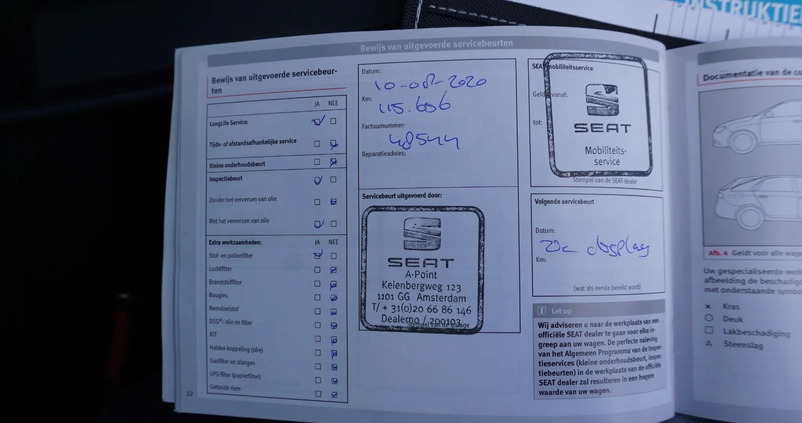 INSTRUKTIE
Bewijs van uitgevoerde servicebeurten
Bewijs van uitgevoerde servicebeur-
ten
JA NEE
LongLife Service:
Tijds- of afstandsafhankelijke service
Kleine onderhoudsbeurt
Inspectiebeurt
Zonder het verversen van olie
Met het verversen van olie
Extra werkzaamheden: JA NEE
Stof- en pollenfilter
Luchtfilter
Brandstoffilter
Bougies
Remvloeistof
DSG®: olie en filter
ATF
Haldex-koppeling (olie)
Gasfilter en slangen
LPG-filter (papierfilter)
Getande riem
22
Datum:
10-08-2020
Km:
115.656
Factuurnummer:
48544
Reparatieadvies:
Servicebeurt uitgevoerd door:
SEAT
A-Point
Keienbergweg 123
1101 GG Amsterdam
T/ + 31(0)20 66 86 146
Dealerno / 200103
SEAT-mobiliteitsservice
vanaf:
tot:
SEAT
Mobiliteits-
service
Stempel van de SEAT-dealer
Volgende servicebeurt
Datum:
Zie display
Km:
(wat als eerste bereikt word)
i Let op
Wij adviseren u naar de werkplaats van een
officiële SEAT dealer te gaan voor elke in-
greep aan uw wagen. De perfecte naleving
van het Algemeen Programma van de Inspec-
tieservices (kleine onderhoudsbeurt, inspec-
tiebeurten) in de werkplaats van de officiële
SEAT dealer zal resulteren in een hogere
waarde van uw wagen.
Documentatie van de
Afb. 4 Geldt voor alle
Uw gespecialiseerde
afbeelding de
met onderstaande
× Kras
○ Deuk
□ Lakbeschadiging
△ Steenslag